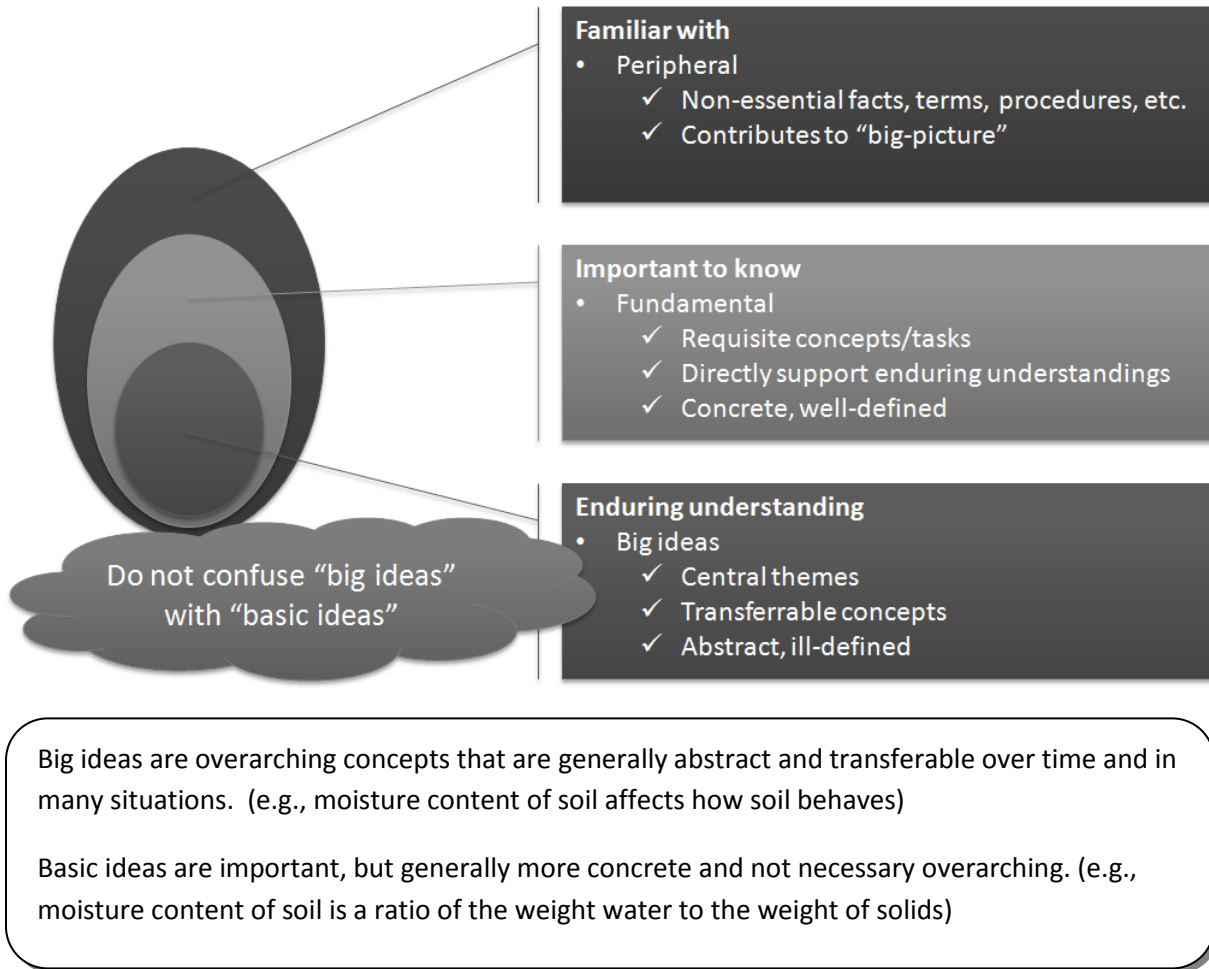 Familiar with
• Peripheral
✓ Non-essential facts, terms, procedures, etc.
✓ Contributes to “big-picture”
Important to know
• Fundamental
✓ Requisite concepts/tasks
✓ Directly support enduring understandings
✓ Concrete, well-defined
Enduring understanding
• Big ideas
✓ Central themes
✓ Transferrable concepts
✓ Abstract, ill-defined
Do not confuse “big ideas”
with “basic ideas”
Big ideas are overarching concepts that are generally abstract and transferable over time and in
many situations. (e.g., moisture content of soil affects how soil behaves)
Basic ideas are important, but generally more concrete and not necessary overarching. (e.g.,
moisture content of soil is a ratio of the weight water to the weight of solids)